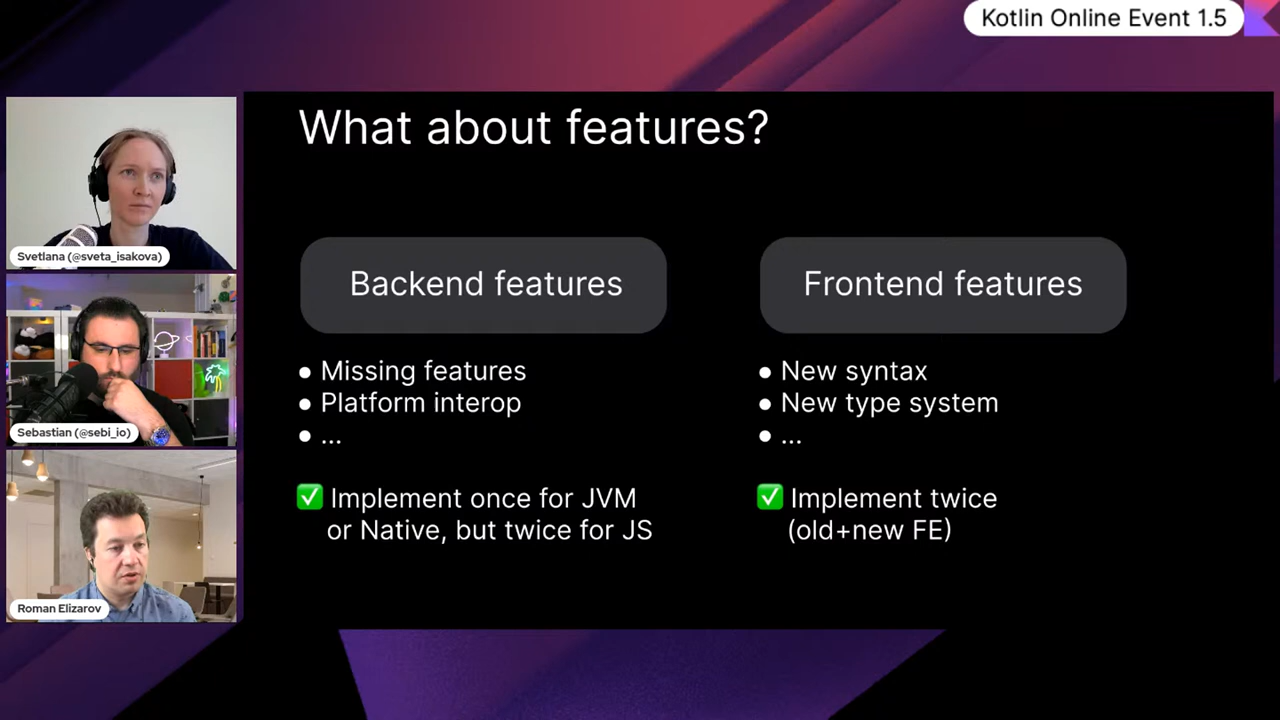 Kotlin Online Event 1.5
What about features?
Svetlana (@sveta_isakova)
Sebastian (@sebi_io)
Roman Elizarov
Backend features
● Missing features
● Platform interop
● ...
✅ Implement once for JVM
or Native, but twice for JS
Frontend features
● New syntax
● New type system
● ...
✅ Implement twice
(old+new FE)